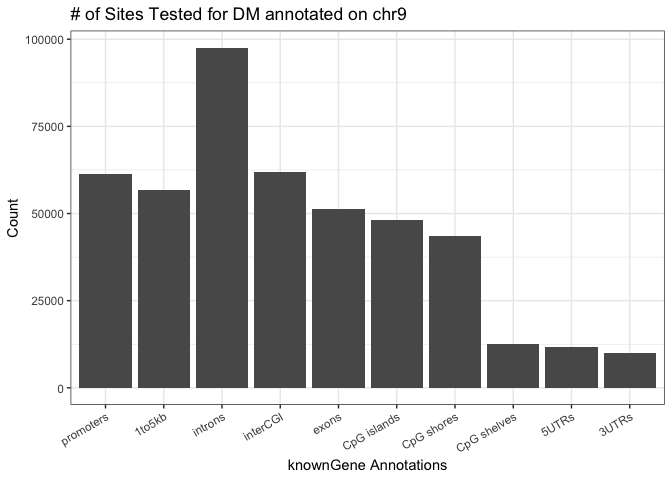 # of Sites Tested for DM annotated on chr9
100000
75000
50000
25000
0
Count
promoters
1to5kb
introns
interCGI
exons
CpG islands
CpG shores
CpG shelves
5UTRs
3UTRs
knownGene Annotations